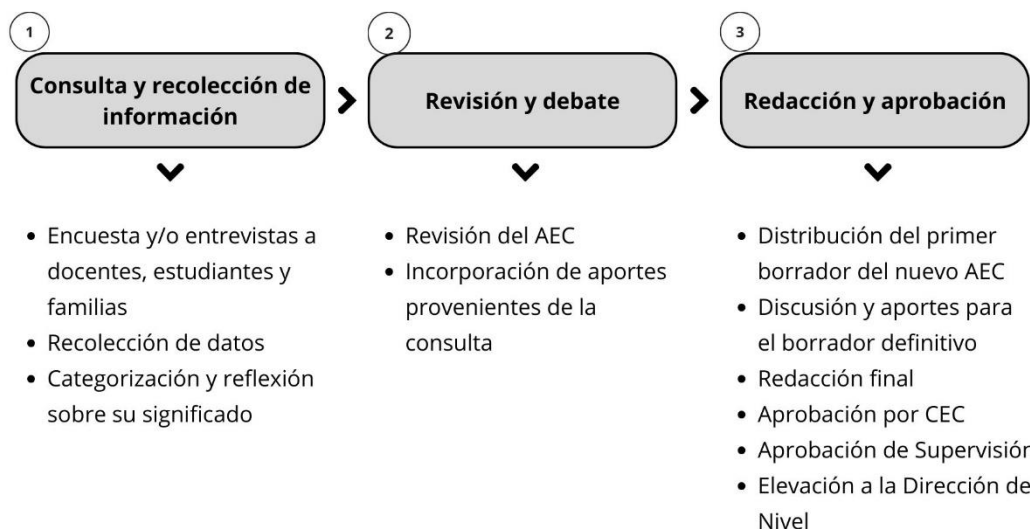 1
Consulta y recolección de
información
Encuesta y/o entrevistas a
docentes, estudiantes y
familias
Recolección de datos
Categorización y reflexión
sobre su significado
2
Revisión y debate
Revisión del AEC
Incorporación de aportes
provenientes de la
consulta
3
Redacción y aprobación
Distribución del primer
borrador del nuevo AEC
Discusión y aportes para
el borrador definitivo
Redacción final
Aprobación por CEC
Aprobación de Supervisión
Elevación a la Dirección de
Nivel